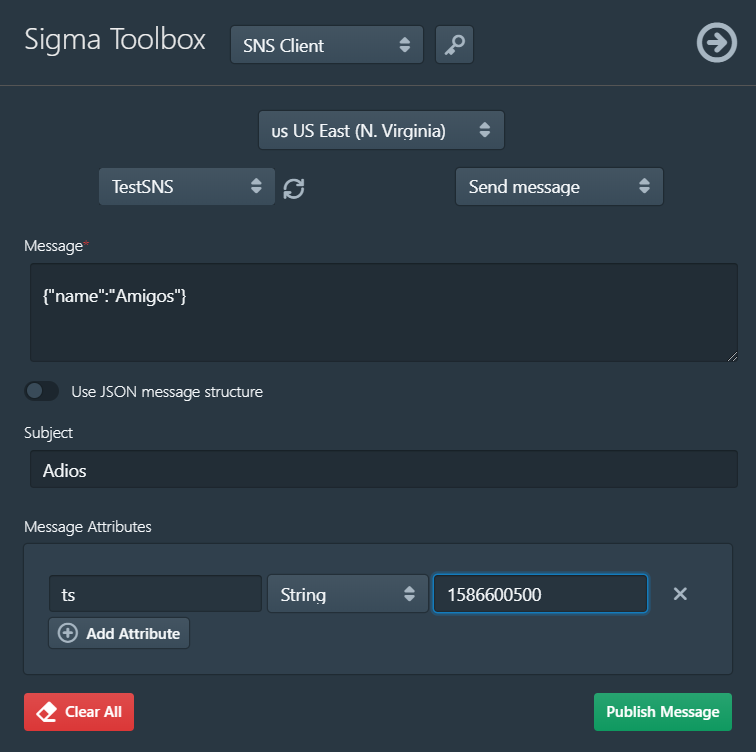 Sigma Toolbox
SNS Client
us US East (N. Virginia)
TestSNS
Send message
Message*
{"name":"Amigos"}
Use JSON message structure
Subject
Adios
Message Attributes
ts
String
1586600500
Add Attribute
Clear All
Publish Message